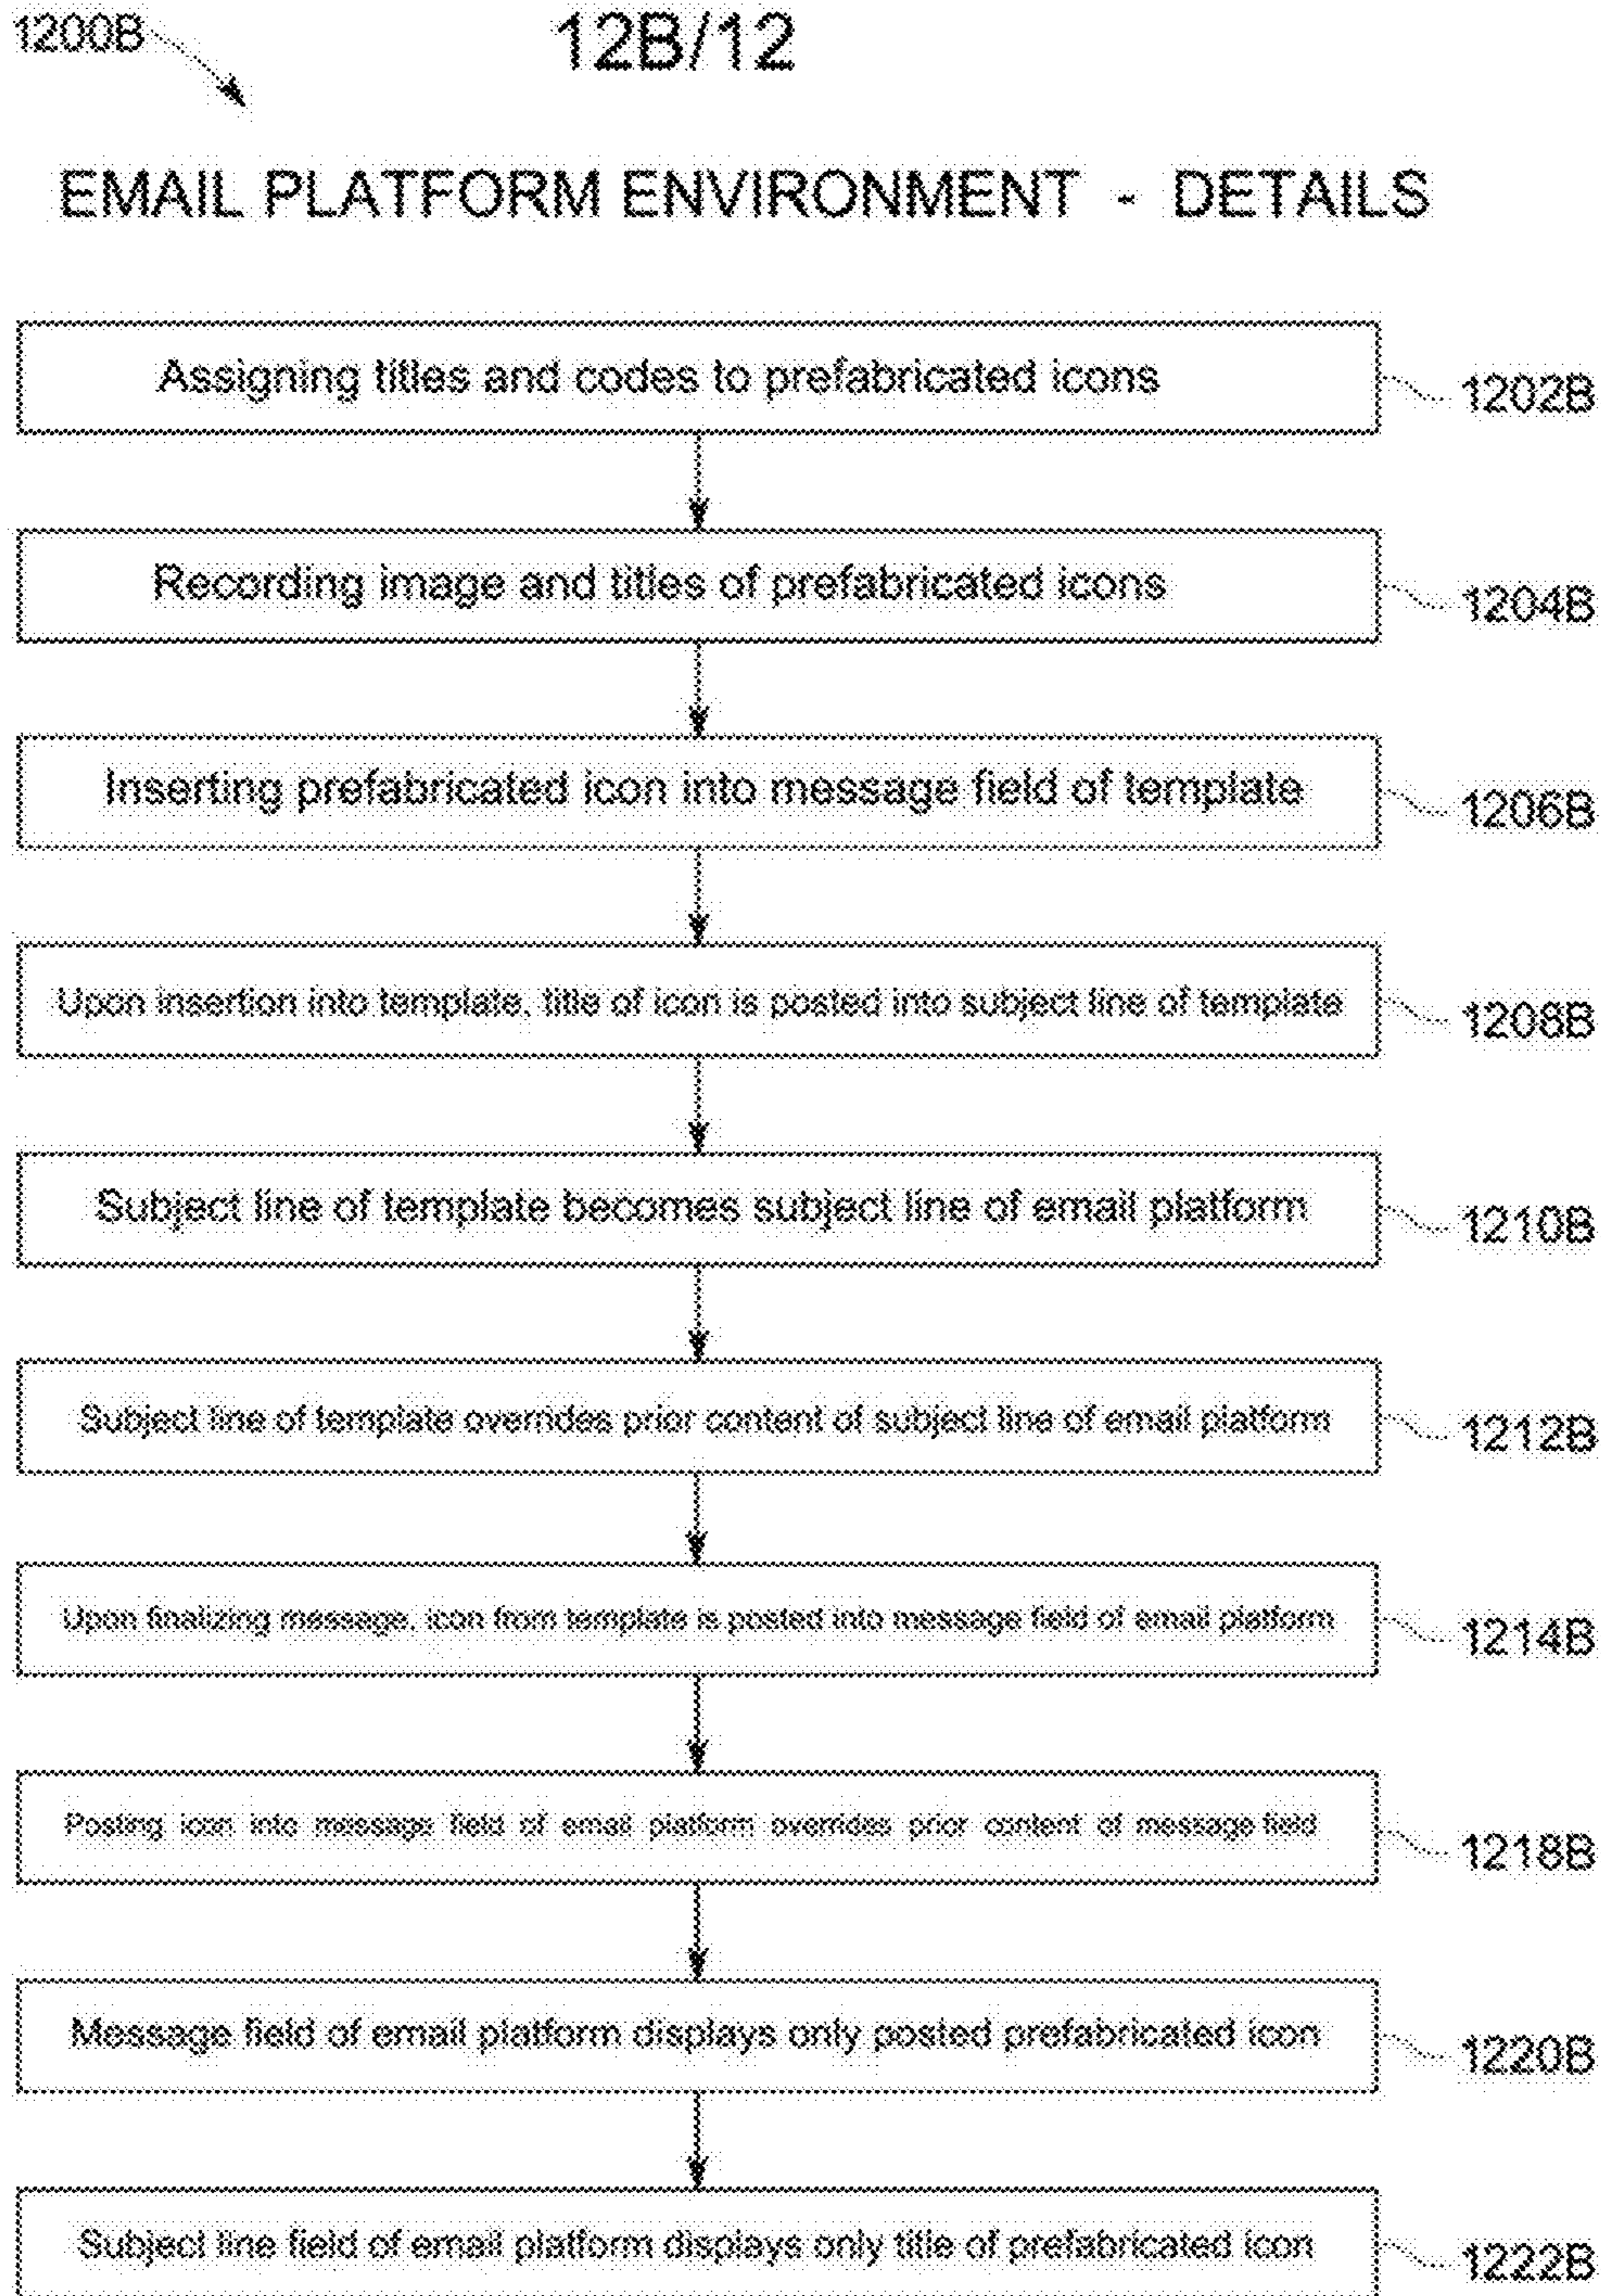 1200B
12B/12
EMAIL PLATFORM ENVIRONMENT - DETAILS
Assigning titles and codes to prefabricated icons
1202B
Recording image and titles of prefabricated icons
1204B
Inserting prefabricated icon into message field of template
1206B
Upon insertion into template, title of icon is posted into subject line of template
1208B
Subject line of template becomes subject line of email platform
1210B
Subject line of template overrides prior content of subject line of email platform
1212B
Upon finalizing message, icon from template is posted into message field of email platform
1214B
Posting icon into message field of email platform overrides prior content of message field
1218B
Message field of email platform displays only posted prefabricated icon
1220B
Subject line field of email platform displays only title of prefabricated icon
1222B